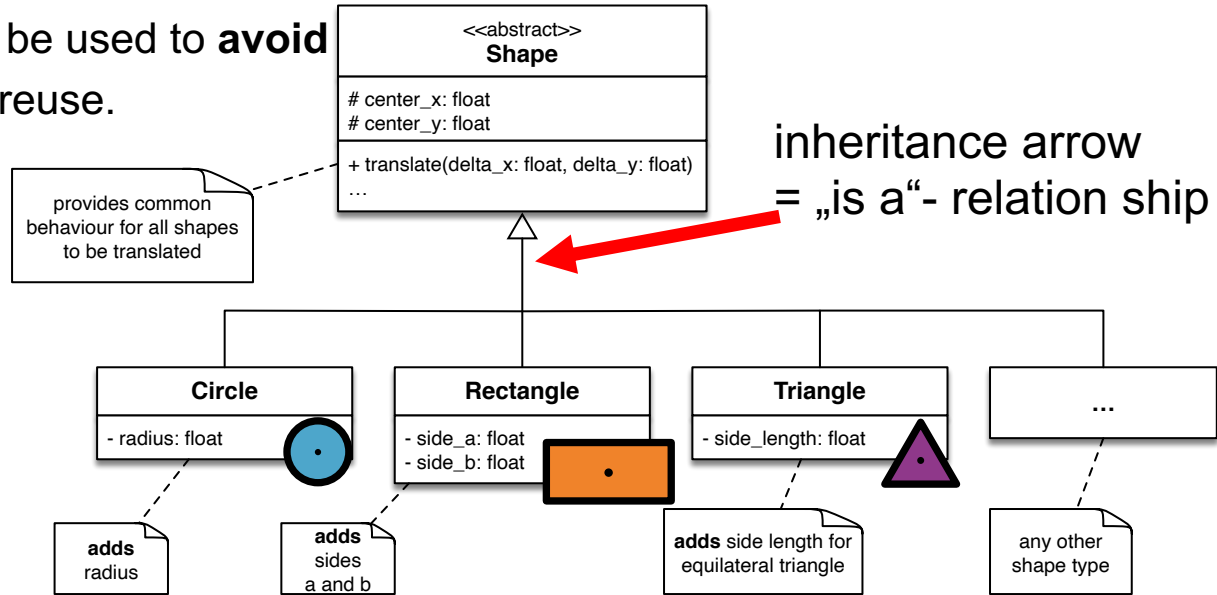 be used to avoid
reuse.
<<abstract>>
Shape
# center_x: float
# center_y: float
+ translate(delta_x: float, delta_y: float)
...
provides common
behaviour for all shapes
to be translated
inheritance arrow
= „is a“- relation ship
Circle
- radius: float
Rectangle
- side_a: float
- side_b: float
Triangle
- side_length: float
...
adds
radius
adds
sides
a and b
adds side length for
equilateral triangle
any other
shape type